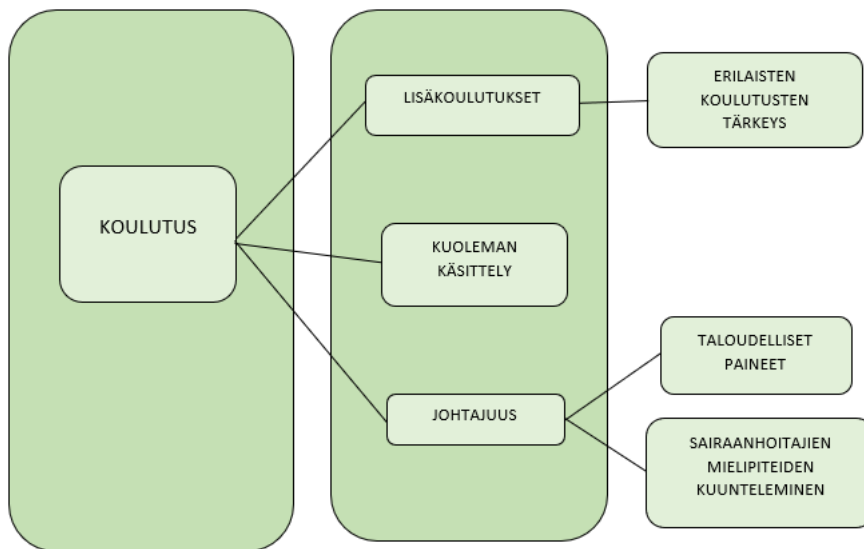 KOULUTUS
LISÄKOULUTUKSET
KUOLEMAN
KÄSITTELY
JOHTAJUUS
ERILAISTEN
KOULUTUSTEN
TÄRKEYS
TALOUDELLISET
PAINEET
SAIRAANHOITAJIEN
MIELIPITEIDEN
KUUNTELEMINEN